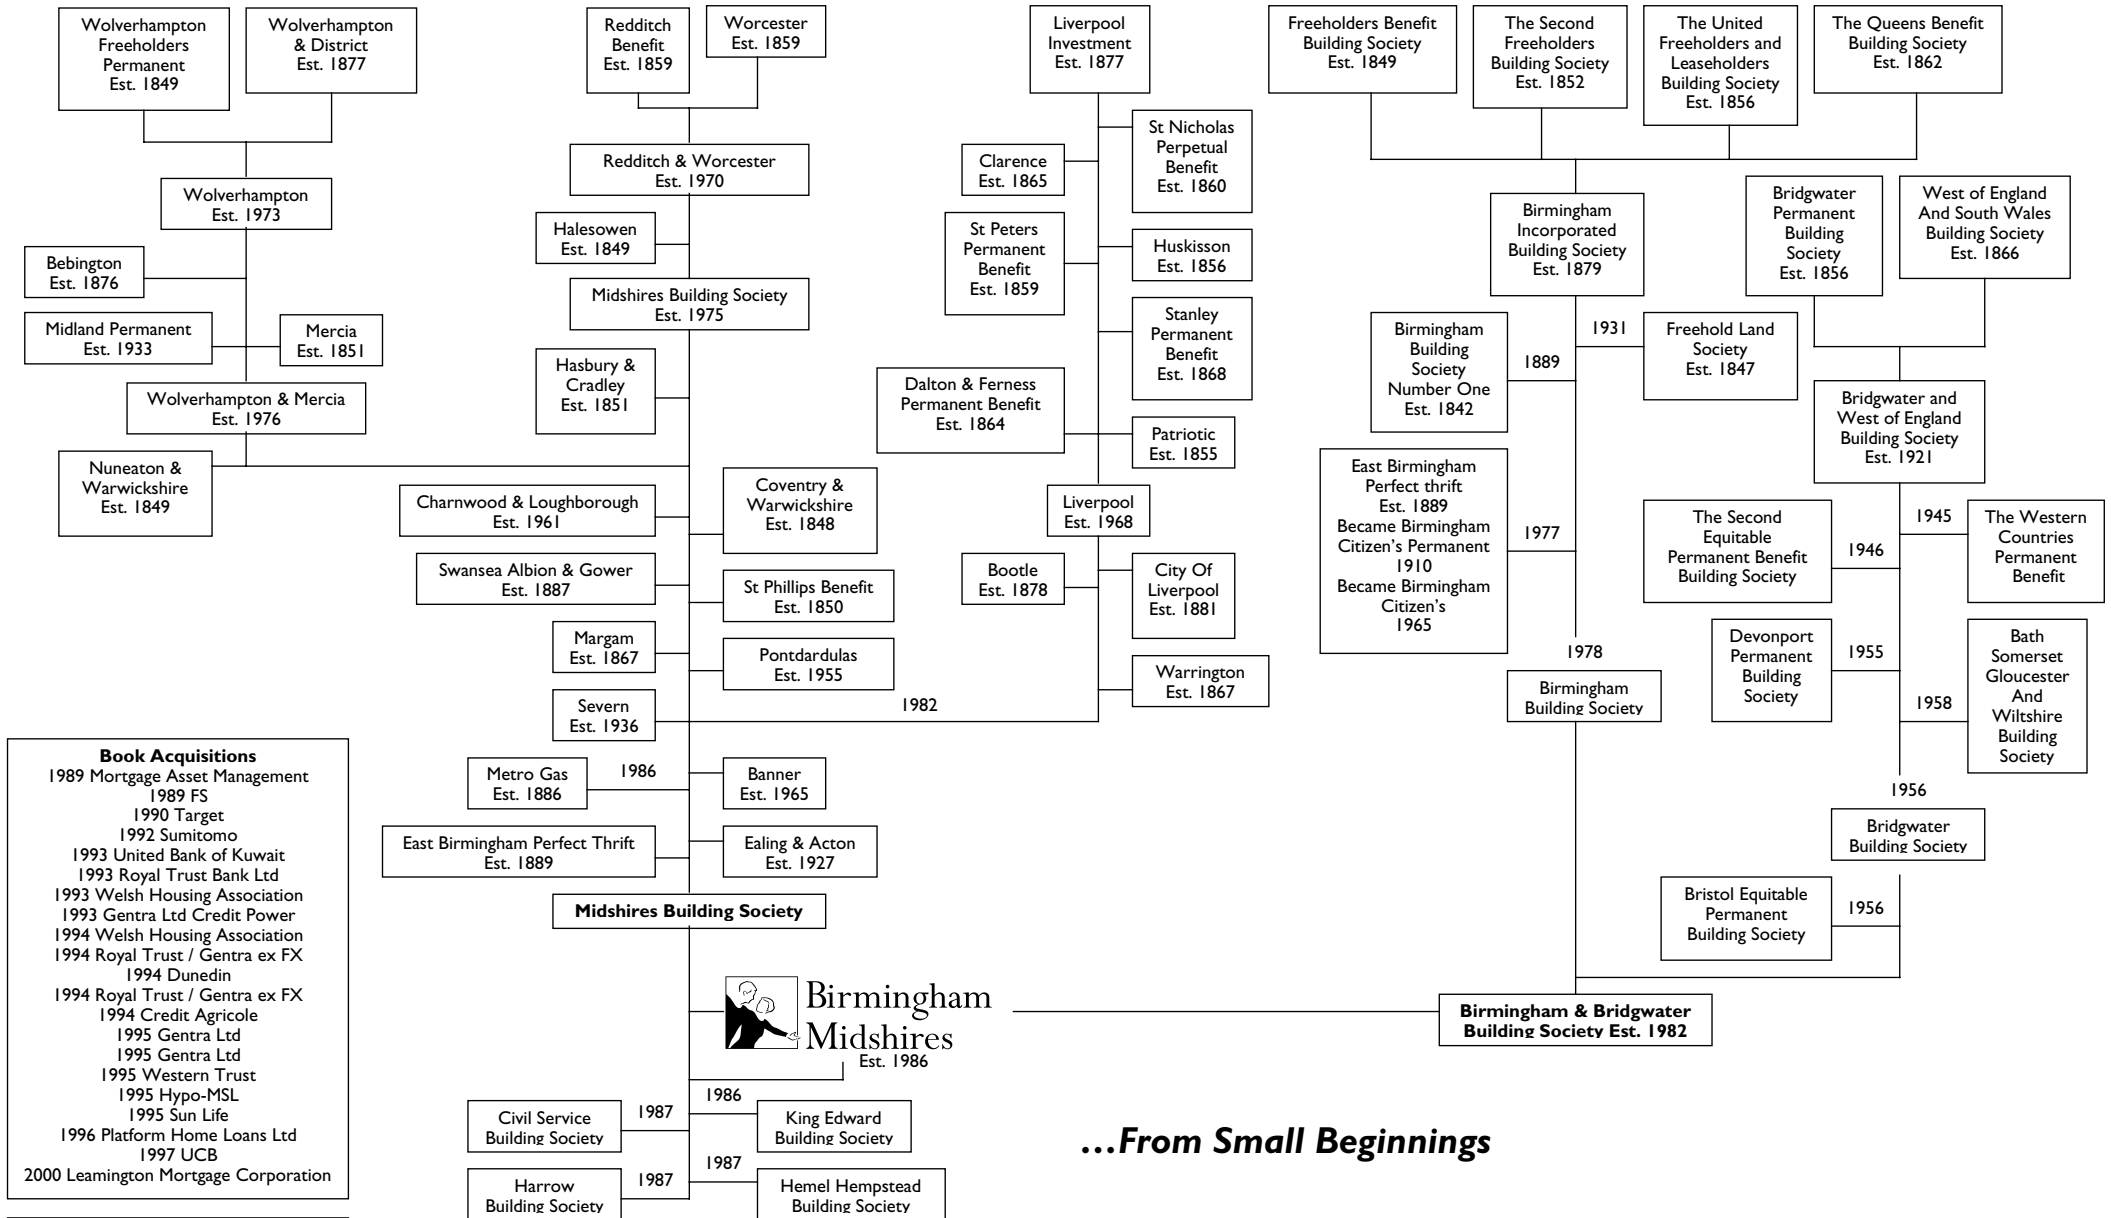 Wolverhampton
Freeholders
Permanent
Est. 1849
Wolverhampton
& District
Est. 1877
Redditch
Benefit
Est. 1859
Worcester
Est. 1859
Liverpool
Investment
Est. 1877
Freeholders Benefit
Building Society
Est. 1849
The Second
Freeholders
Building Society
Est. 1852
The United
Freeholders and
Leaseholders
Building Society
Est. 1856
The Queens Benefit
Building Society
Est. 1862
Wolverhampton
Est. 1973
Bebington
Est. 1876
Midland Permanent
Est. 1933
Mercia
Est. 1851
Wolverhampton & Mercia
Est. 1976
Nuneaton &
Warwickshire
Est. 1849
Redditch & Worcester
Est. 1970
Halesowen
Est. 1849
Midshires Building Society
Est. 1975
Hasbury &
Cradley
Est. 1851
Charnwood & Loughborough
Est. 1961
Coventry &
Warwickshire
Est. 1848
Swansea Albion & Gower
Est. 1887
St Phillips Benefit
Est. 1850
Margam
Est. 1867
Pontdardulas
Est. 1955
Severn
Est. 1936
1982
Metro Gas
Est. 1886
1986
Banner
Est. 1965
East Birmingham Perfect Thrift
Est. 1889
Ealing & Acton
Est. 1927
Midshires Building Society
St Nicholas
Perpetual
Benefit
Est. 1860
Clarence
Est. 1865
St Peters
Permanent
Benefit
Est. 1859
Huskisson
Est. 1856
Stanley
Permanent
Benefit
Est. 1868
Dalton & Ferness
Permanent Benefit
Est. 1864
Patriotic
Est. 1855
Liverpool
Est. 1968
Bootle
Est. 1878
City Of
Liverpool
Est. 1881
Warrington
Est. 1867
Birmingham
Incorporated
Building Society
Est. 1879
1931
Freehold Land
Society
Est. 1847
Birmingham
Building
Society
Number One
Est. 1842
1889
East Birmingham
Perfect thrift
Est. 1889
Became Birmingham
Citizen's Permanent
1910
Became Birmingham
Citizen's
1965
1977
1978
Birmingham
Building Society
Bridgwater
Permanent
Building
Society
Est. 1856
West of England
And South Wales
Building Society
Est. 1866
Bridgwater and
West of England
Building Society
Est. 1921
1945
The Western
Countries
Permanent
Benefit
The Second
Equitable
Permanent Benefit
Building Society
1946
Devonport
Permanent
Building
Society
1955
1958
Bath
Somerset
Gloucester
And
Wiltshire
Building
Society
1956
Bridgwater
Building Society
Bristol Equitable
Permanent
Building Society
1956
Birmingham & Bridgwater
Building Society Est. 1982
Birmingham
Midshires
Est. 1986
1986
King Edward
Building Society
1987
Civil Service
Building Society
1987
Hemel Hempstead
Building Society
1987
Harrow
Building Society
Book Acquisitions
1989 Mortgage Asset Management
1989 FS
1990 Target
1992 Sumitomo
1993 United Bank of Kuwait
1993 Royal Trust Bank Ltd
1993 Welsh Housing Association
1993 Gentra Ltd Credit Power
1994 Welsh Housing Association
1994 Royal Trust / Gentra ex FX
1994 Dunedin
1994 Royal Trust / Gentra ex FX
1994 Credit Agricole
1995 Gentra Ltd
1995 Gentra Ltd
1995 Western Trust
1995 Hypo-MSL
1995 Sun Life
1996 Platform Home Loans Ltd
1997 UCB
2000 Leamington Mortgage Corporation
...From Small Beginnings